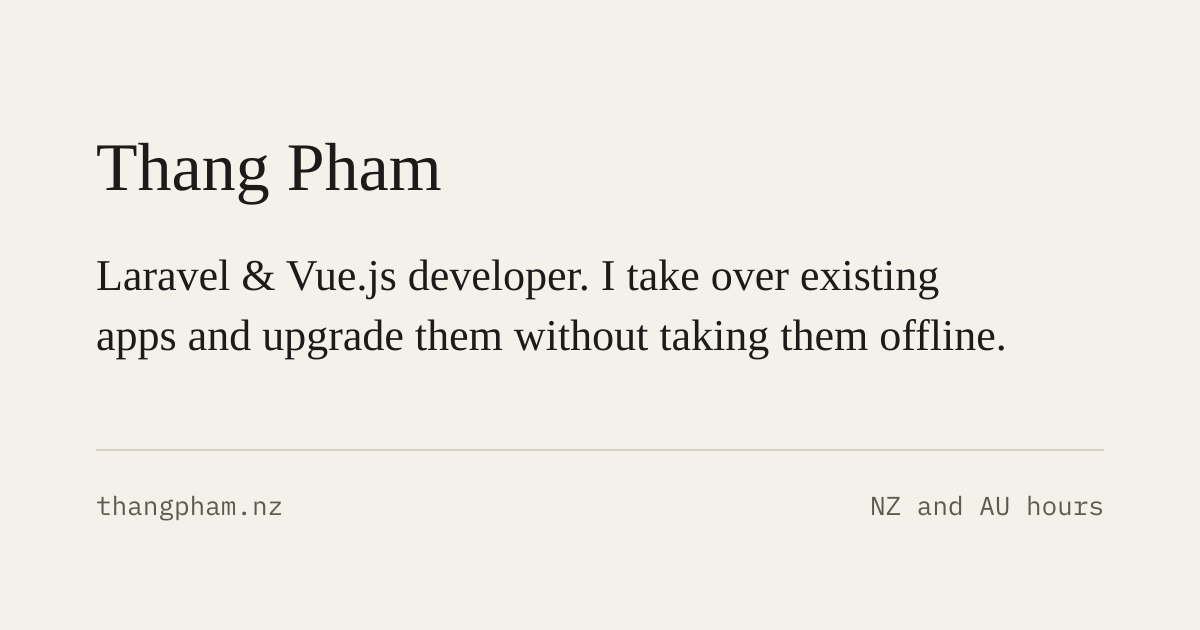 Thang Pham
Laravel & Vue.js developer. I take over existing
apps and upgrade them without taking them offline.
thangpham.nz
NZ and AU hours